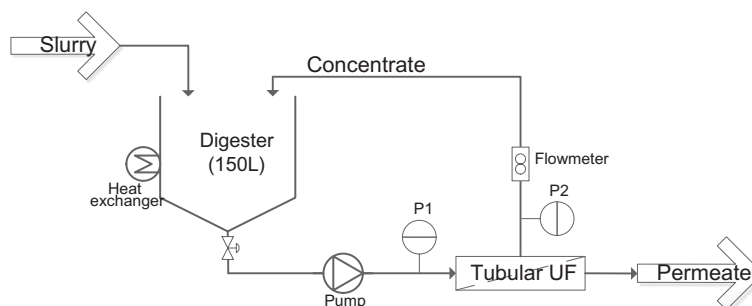 Slurry
Concentrate
Digester
(150L)
Flowmeter
Heat
exchanger
P1
P2
Tubular UF
Permeate
Pump